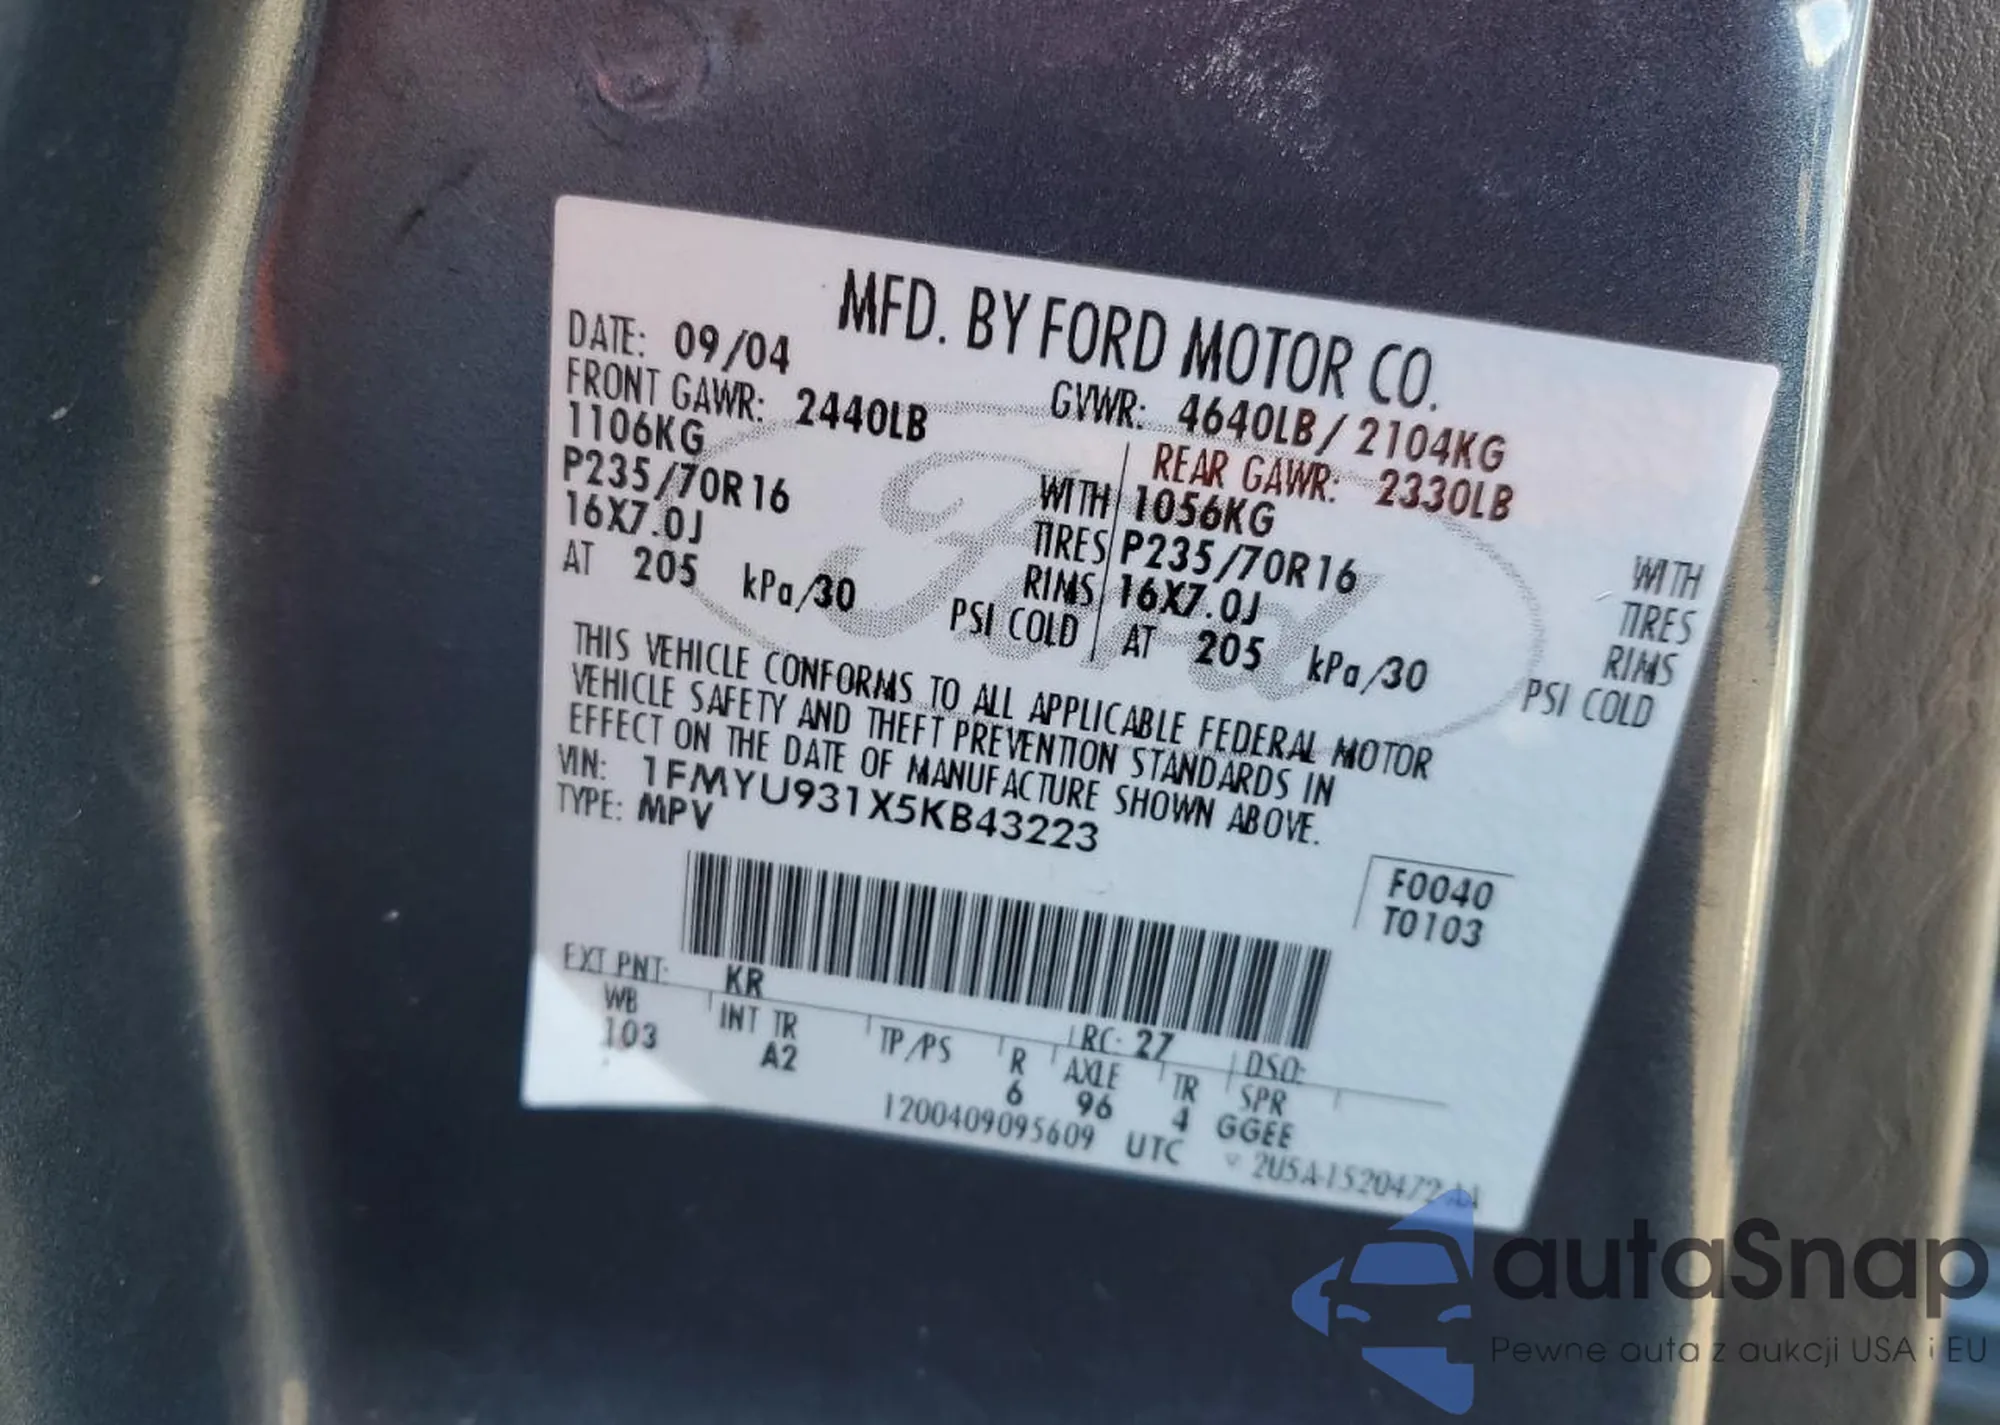 MFD. BY FORD MOTOR CO.
DATE: 09/04 GVWR: 4640LB / 2104KG
FRONT GAWR: 2440LB REAR GAWR: 2330LB
1106KG WITH 1056KG WITH
P235/70R16 TIRES P235/70R16 TIRES
16X7.0J RIMS 16X7.0J RIMS
AT 205 kPa/30 PSI COLD AT 205 kPa/30 PSI COLD
THIS VEHICLE CONFORMS TO ALL APPLICABLE FEDERAL MOTOR
VEHICLE SAFETY AND THEFT PREVENTION STANDARDS IN
EFFECT ON THE DATE OF MANUFACTURE SHOWN ABOVE.
VIN: 1FMYU931X5KB43223
TYPE: MPV
F0040
T0103
EXT PNT: KR RC: 27 DSO:
WB INT TR TP/PS R AXLE TR SPR
103 A2 6 96 4 GGEE
1200409095609 UTC
Ford
autaSnap
Pewne auta z aukcji USA i EU